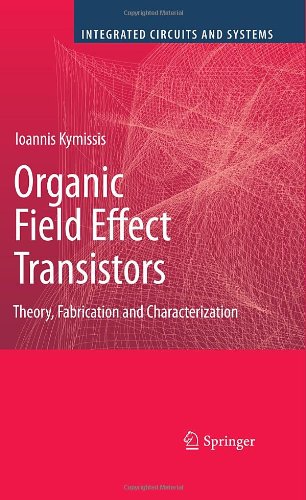 INTEGRATED CIRCUITS AND SYSTEMS
Ioannis Kymissis
Organic
Field Effect
Transistors
Theory, Fabrication and Characterization
Springer